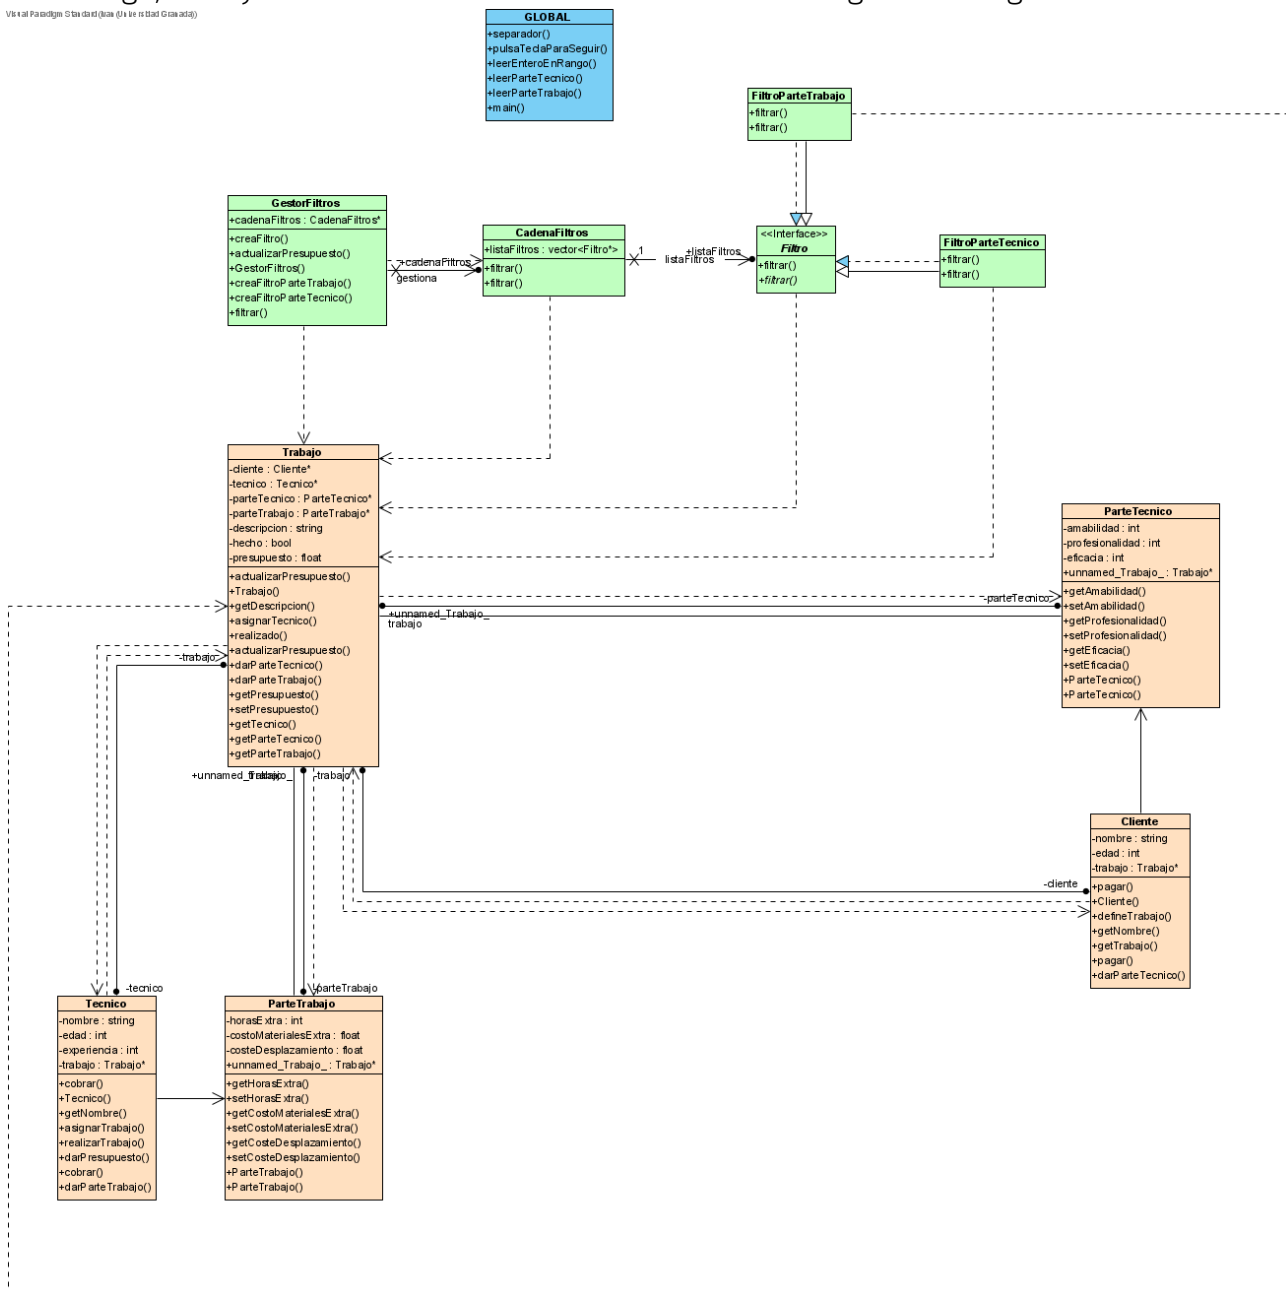 Visual Paradigm Standard (Ivan (Universidad Granada))
GLOBAL
+separador()
+pulsaTeclaParaSeguir()
+leerEnteroEnRango()
+leerParteTecnico()
+leerParteTrabajo()
+main()
FiltroParteTrabajo
+filtrar()
+filtrar()
GestorFiltros
+cadenaFiltros : CadenaFiltros*
+creaFiltro()
+actualizarPresupuesto()
+GestorFiltros()
+creaFiltroParteTrabajo()
+creaFiltroParteTecnico()
+filtrar()
+cadenaFiltros
gestiona
CadenaFiltros
+listaFiltros : vector<Filtro*>
+filtrar()
+filtrar()
1
+listaFiltros
listaFiltros
<<Interface>>
Filtro
+filtrar()
+filtrar()
FiltroParteTecnico
+filtrar()
+filtrar()
Trabajo
-cliente : Cliente*
-tecnico : Tecnico*
-parteTecnico : ParteTecnico*
-parteTrabajo : ParteTrabajo*
-descripcion : string
-hecho : bool
-presupuesto : float
+actualizarPresupuesto()
+Trabajo()
+getDescripcion()
+asignarTecnico()
+realizado()
+actualizarPresupuesto()
+darParteTecnico()
+darParteTrabajo()
+getPresupuesto()
+setPresupuesto()
+getTecnico()
+getParteTecnico()
+getParteTrabajo()
-trabajo
+unnamed_Trabajo_
trabajo
-parteTecnico
ParteTecnico
-amabilidad : int
-profesionalidad : int
-eficacia : int
+unnamed_Trabajo_ : Trabajo*
+getAmabilidad()
+setAmabilidad()
+getProfesionalidad()
+setProfesionalidad()
+getEficacia()
+setEficacia()
+ParteTecnico()
+ParteTecnico()
+unnamed_Trabajo_
-trabajo
-cliente
Cliente
-nombre : string
-edad : int
-trabajo : Trabajo*
+pagar()
+Cliente()
+defineTrabajo()
+getNombre()
+getTrabajo()
+pagar()
+darParteTecnico()
-tecnico
-parteTrabajo
Tecnico
-nombre : string
-edad : int
-experiencia : int
-trabajo : Trabajo*
+cobrar()
+Tecnico()
+getNombre()
+asignarTrabajo()
+realizarTrabajo()
+darPresupuesto()
+cobrar()
+darParteTrabajo()
ParteTrabajo
-horasExtra : int
-costoMaterialesExtra : float
-costeDesplazamiento : float
+unnamed_Trabajo_ : Trabajo*
+getHorasExtra()
+setHorasExtra()
+getCostoMaterialesExtra()
+setCostoMaterialesExtra()
+getCosteDesplazamiento()
+setCosteDesplazamiento()
+ParteTrabajo()
+ParteTrabajo()